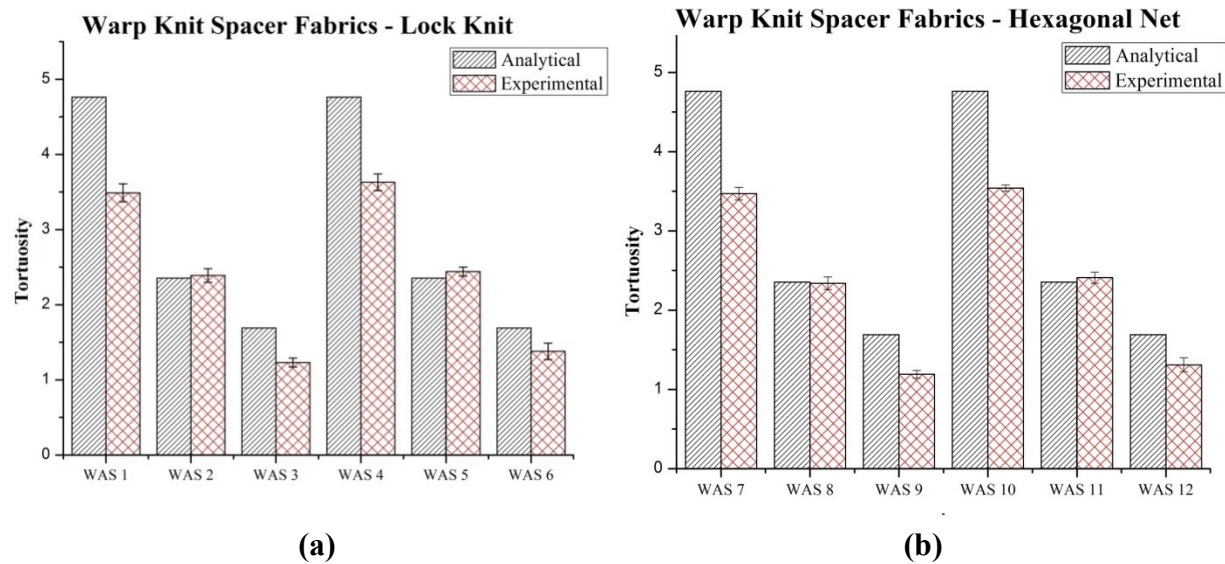 Warp Knit Spacer Fabrics - Lock Knit
Analytical
Experimental
Tortuosity
5
4
3
2
1
0
WAS 1 WAS 2 WAS 3 WAS 4 WAS 5 WAS 6
(a)
Warp Knit Spacer Fabrics - Hexagonal Net
Analytical
Experimental
Tortuosity
5
4
3
2
1
0
WAS 7 WAS 8 WAS 9 WAS 10 WAS 11 WAS 12
(b)